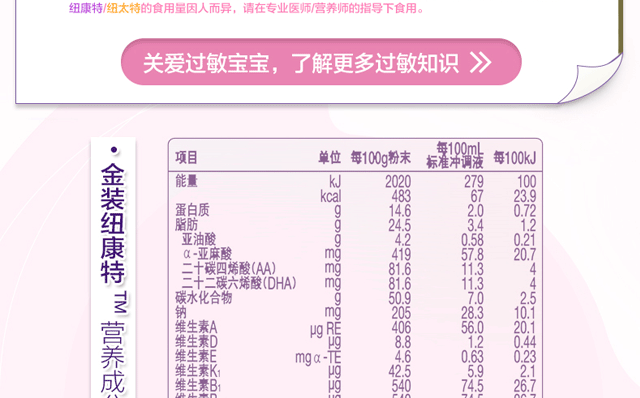 纽康特/纽太特的食用量因人而异，请在专业医师/营养师的指导下食用。
关爱过敏宝宝，了解更多过敏知识 »
• 金装纽康特™ 营养成
项目 单位 每100g粉末 每100mL标准冲调液 每100kJ
能量 kJ 2020 279 100
kcal 483 67 23.9
蛋白质 g 14.6 2.0 0.72
脂肪 g 24.5 3.4 1.2
亚油酸 g 4.2 0.58 0.21
α-亚麻酸 mg 419 57.8 20.7
二十碳四烯酸(AA) mg 81.6 11.3 4
二十二碳六烯酸(DHA) mg 81.6 11.3 4
碳水化合物 g 50.9 7.0 2.5
钠 mg 205 28.3 10.1
维生素A μg RE 406 56.0 20.1
维生素D μg 8.8 1.2 0.44
维生素E mg α-TE 4.6 0.63 0.23
维生素K₁ μg 42.5 5.9 2.1
维生素B₁ μg 540 74.5 26.7